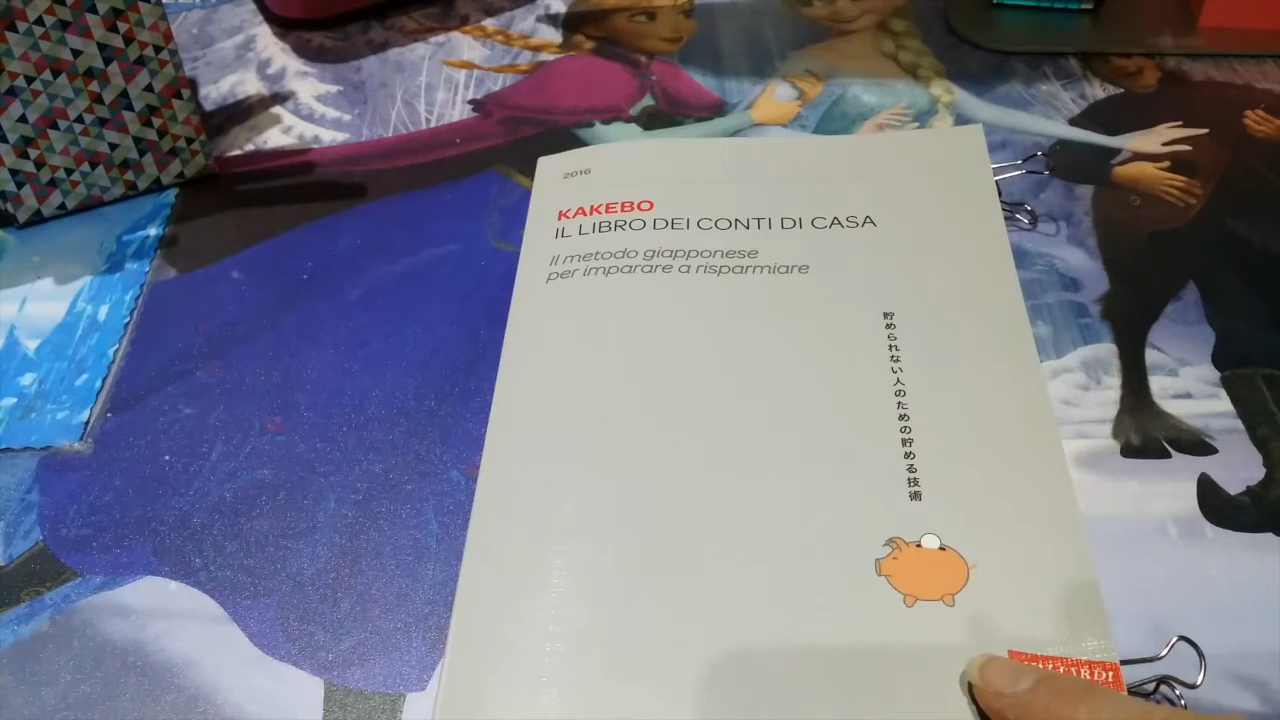 2016
KAKEBO
IL LIBRO DEI CONTI DI CASA
Il metodo giapponese
per imparare a risparmiare
貯められない人のための貯める技術